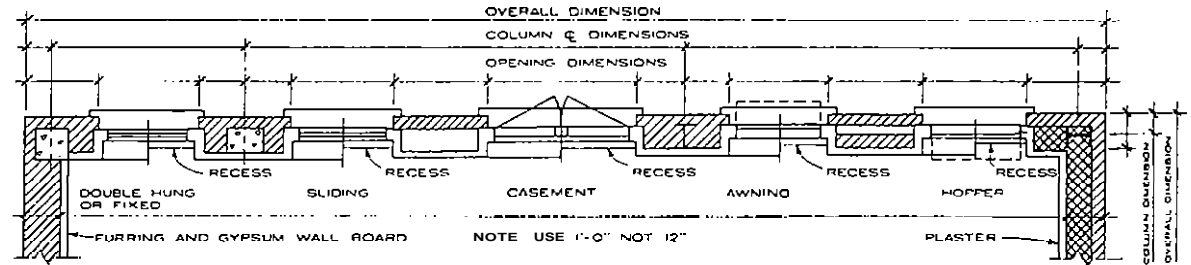 OVERALL DIMENSION
COLUMN ℄ DIMENSIONS
OPENING DIMENSIONS
RECESS RECESS RECESS RECESS RECESS
DOUBLE HUNG SLIDING CASEMENT AWNING HOPPER
OR FIXED
FURRING AND GYPSUM WALL BOARD NOTE USE 1'-0" NOT 12" PLASTER
COLUMN DIMENSION
OVERALL DIMENSION